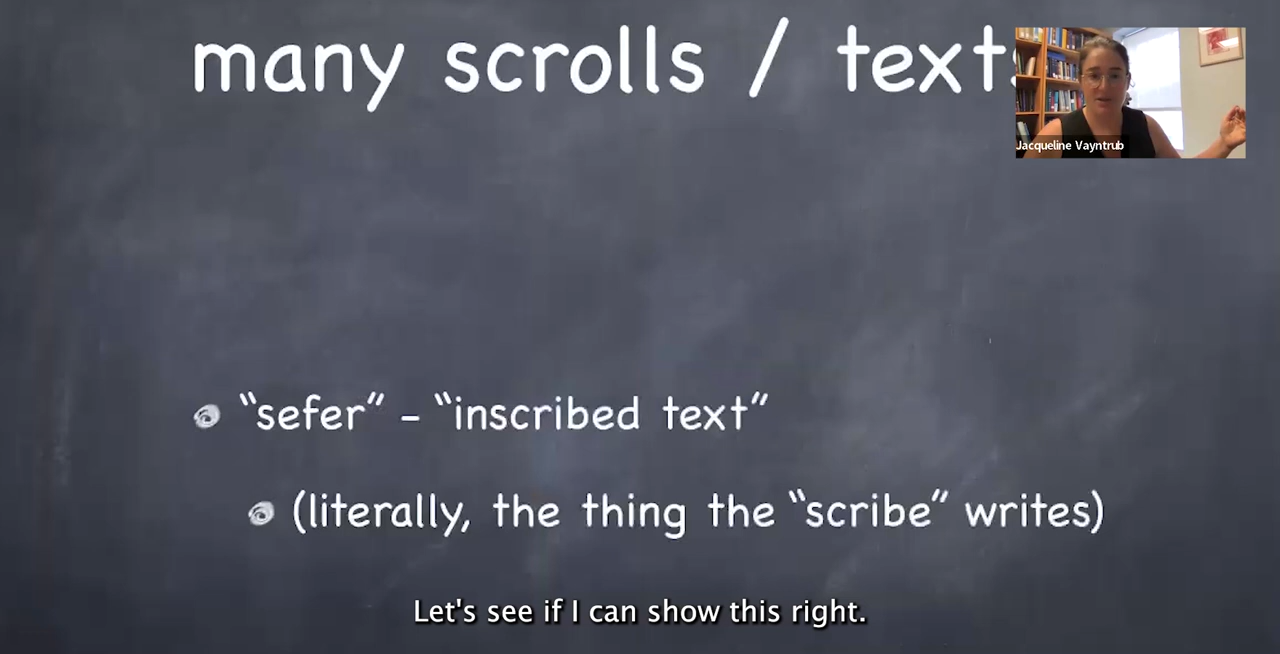 many scrolls / texts
Jacqueline Vayntrub
“sefer” - “inscribed text”
(literally, the thing the “scribe” writes)
Let's see if I can show this right.